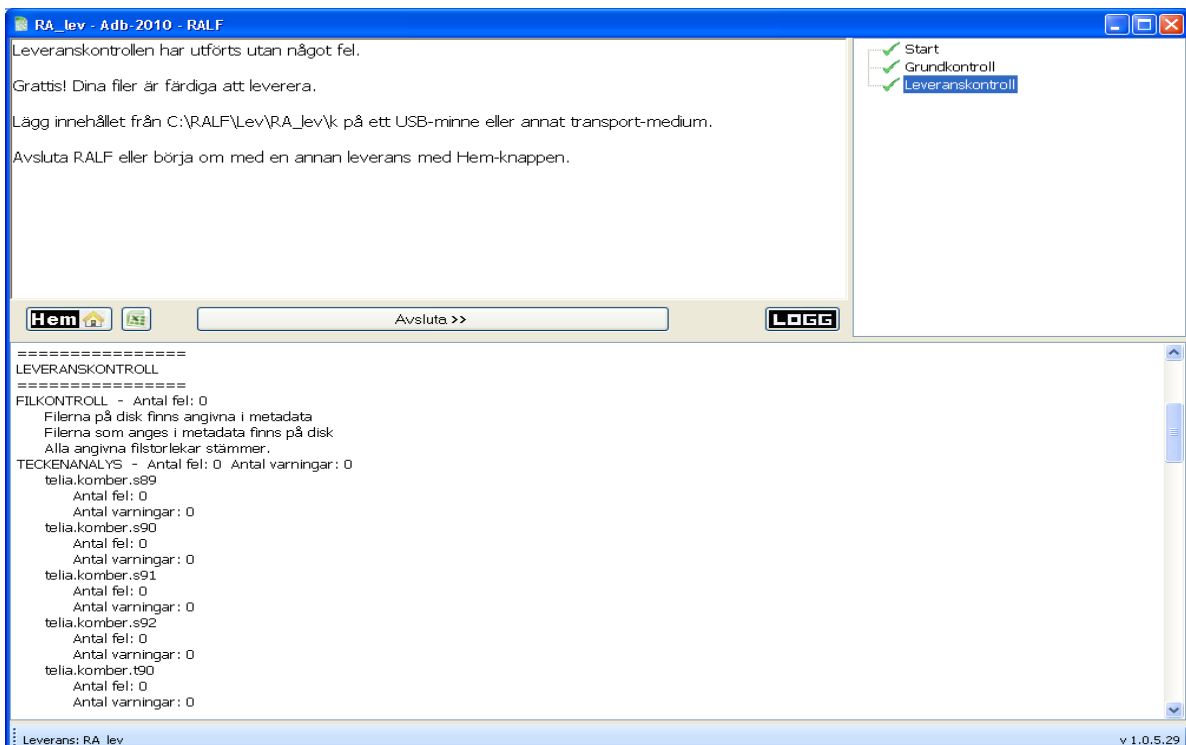 RA_lev - Adb-2010 - RALF
Leveranskontrollen har utförts utan något fel.
Grattis! Dina filer är färdiga att leverera.
Lägg innehållet från C:\RALF\Lev\RA_lev\k på ett USB-minne eller annat transport-medium.
Avsluta RALF eller börja om med en annan leverans med Hem-knappen.
Start
Grundkontroll
Leveranskontroll
Hem
Avsluta >>
LOGG
================
LEVERANSKONTROLL
================
FILKONTROLL - Antal fel: 0
Filerna på disk finns angivna i metadata
Filerna som anges i metadata finns på disk
Alla angivna filstorlekar stämmer.
TECKENANALYS - Antal fel: 0 Antal varningar: 0
telia.komber.s89
Antal fel: 0
Antal varningar: 0
telia.komber.s90
Antal fel: 0
Antal varningar: 0
telia.komber.s91
Antal fel: 0
Antal varningar: 0
telia.komber.s92
Antal fel: 0
Antal varningar: 0
telia.komber.t90
Antal fel: 0
Antal varningar: 0
Leverans: RA_lev
v 1.0.5.29